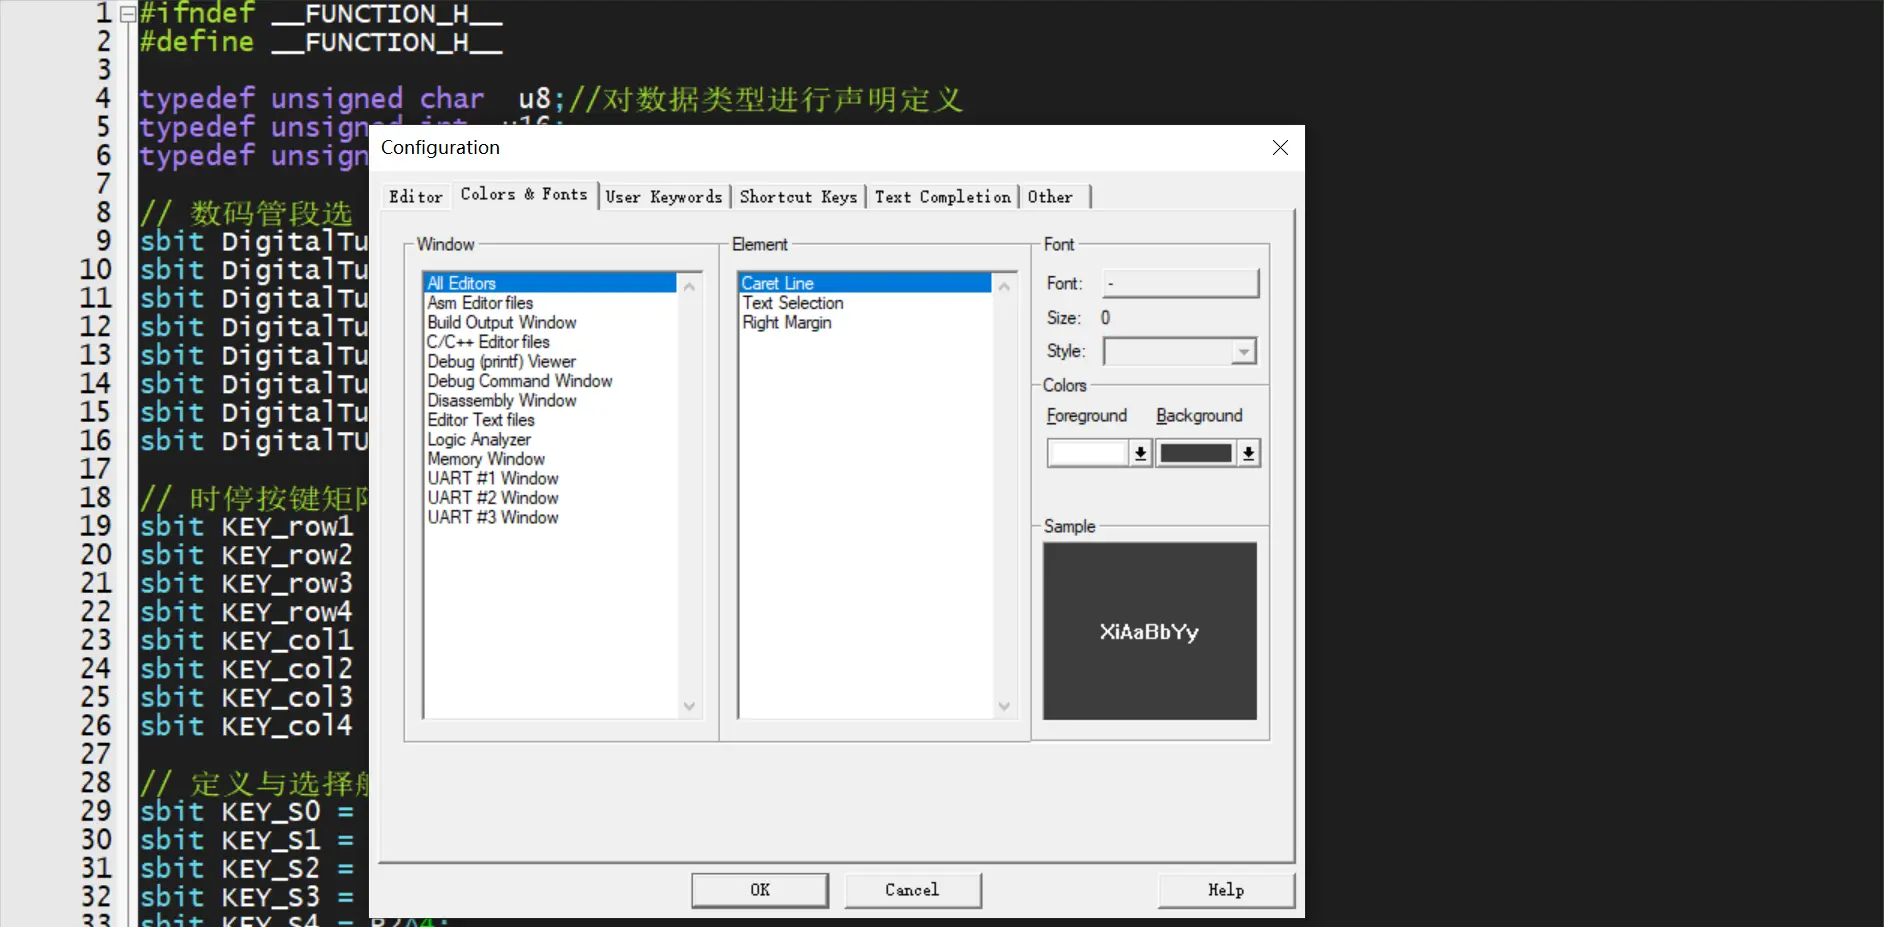 1 #ifndef __FUNCTION_H__
2 #define __FUNCTION_H__
3
4 typedef unsigned char  u8;//对数据类型进行声明定义
5 typedef unsigned int  u16;
6 typedef unsign
7
8 // 数码管段选
9 sbit DigitalTu
10 sbit DigitalTu
11 sbit DigitalTu
12 sbit DigitalTu
13 sbit DigitalTu
14 sbit DigitalTu
15 sbit DigitalTu
16 sbit DigitalTU
17
18 // 时停按键矩阵
19 sbit KEY_row1
20 sbit KEY_row2
21 sbit KEY_row3
22 sbit KEY_row4
23 sbit KEY_col1
24 sbit KEY_col2
25 sbit KEY_col3
26 sbit KEY_col4
27
28 // 定义与选择
29 sbit KEY_S0 =
30 sbit KEY_S1 =
31 sbit KEY_S2 =
32 sbit KEY_S3 =
33 sbit KEY_S4 = P2^4;
Configuration
Editor Colors & Fonts User Keywords Shortcut Keys Text Completion Other
Window
All Editors
Asm Editor files
Build Output Window
C/C++ Editor files
Debug (printf) Viewer
Debug Command Window
Disassembly Window
Editor Text files
Logic Analyzer
Memory Window
UART #1 Window
UART #2 Window
UART #3 Window
Element
Caret Line
Text Selection
Right Margin
Font
Font: -
Size: 0
Style:
Colors
Foreground Background
Sample
XiAaBbYy
OK Cancel Help